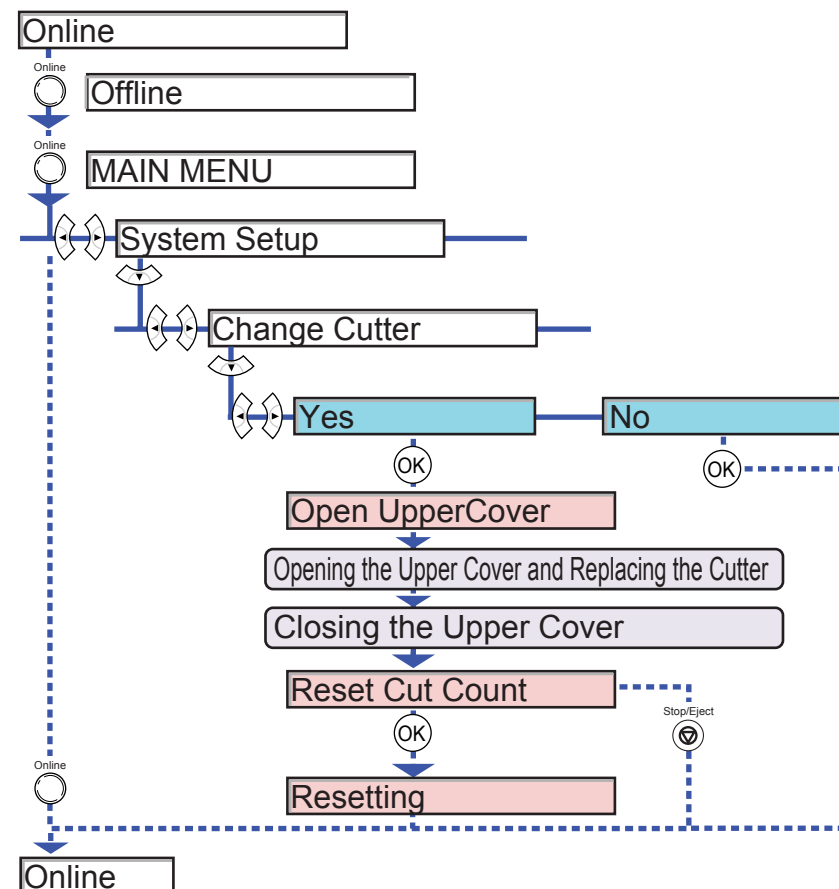 Online
Online
Offline
Online
MAIN MENU
System Setup
Change Cutter
Yes
No
OK
OK
Open UpperCover
Opening the Upper Cover and Replacing the Cutter
Closing the Upper Cover
Reset Cut Count
Stop/Eject
OK
Online
Resetting
Online